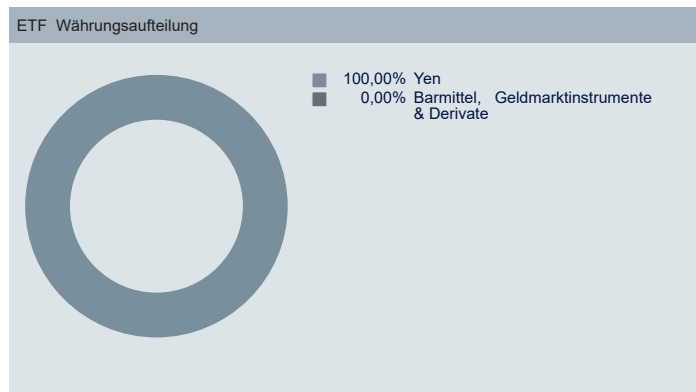 ETF Währungsaufteilung
100,00% Yen
0,00% Barmittel, Geldmarktinstrumente
& Derivate